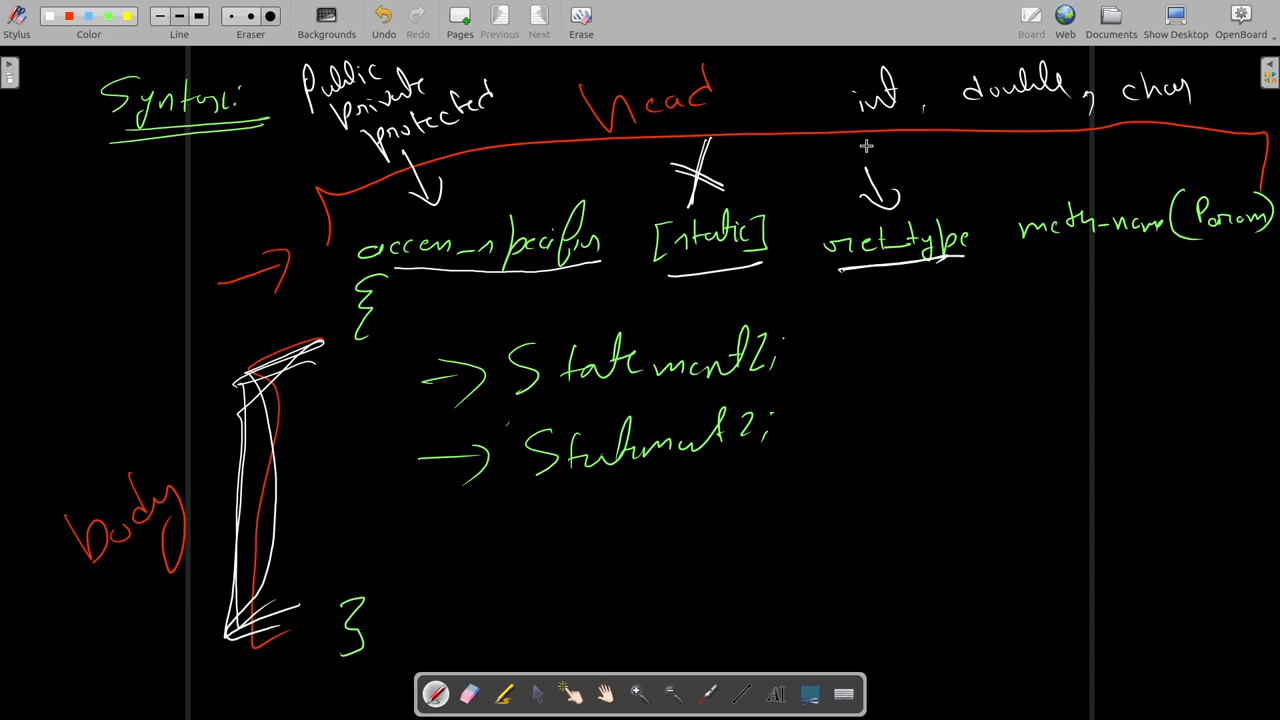 Stylus Color Line Eraser Backgrounds Undo Redo Pages Previous Next Erase Board Web Documents Show Desktop OpenBoard
Syntax:
Public
private
protected
head
int, double, char
access_specifier [static] ret_type meth-name(Param)
{
→ Statement1;
→ Statement2;
body
}
AI